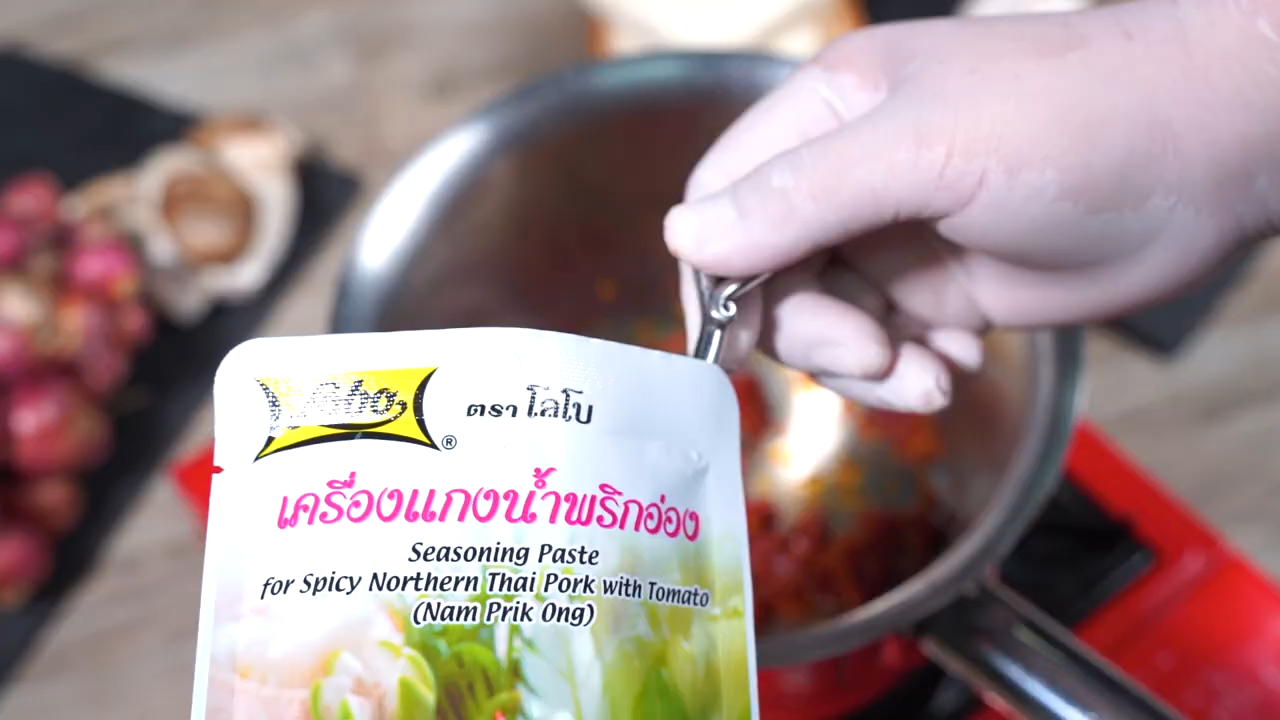 Lobo
®
ตรา โลโบ
เครื่องแกงน้ำพริกอ่อง
Seasoning Paste
for Spicy Northern Thai Pork with Tomato
(Nam Prik Ong)